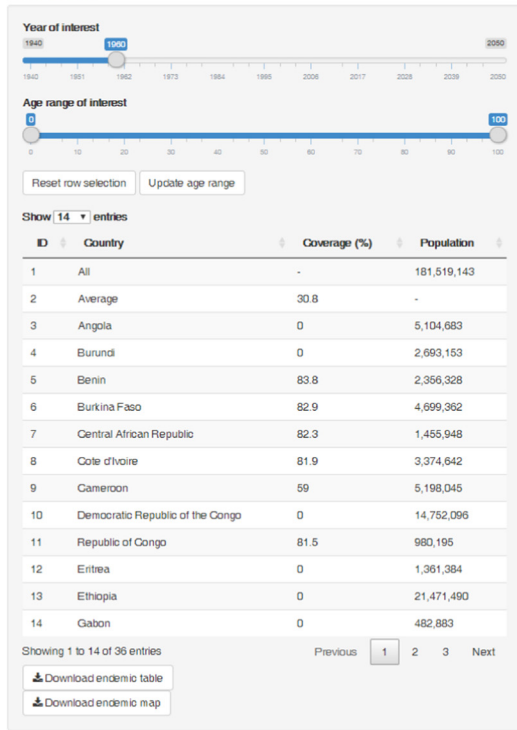 Year of interest
1940 1960 2050
1940 1951 1962 1973 1984 1995 2006 2017 2028 2039 2050
Age range of interest
0 100
0 10 20 30 40 50 60 70 80 90 100
Reset row selection Update age range
Show 14 entries
ID Country Coverage (%) Population
1 All - 181,519,143
2 Average 30.8 -
3 Angola 0 5,104,683
4 Burundi 0 2,693,153
5 Benin 83.8 2,356,328
6 Burkina Faso 82.9 4,699,362
7 Central African Republic 82.3 1,455,948
8 Cote d'Ivoire 81.9 3,374,642
9 Cameroon 59 5,198,045
10 Democratic Republic of the Congo 0 14,752,096
11 Republic of Congo 81.5 980,195
12 Eritrea 0 1,361,384
13 Ethiopia 0 21,471,490
14 Gabon 0 482,883
Showing 1 to 14 of 36 entries Previous 1 2 3 Next
Download endemic table
Download endemic map